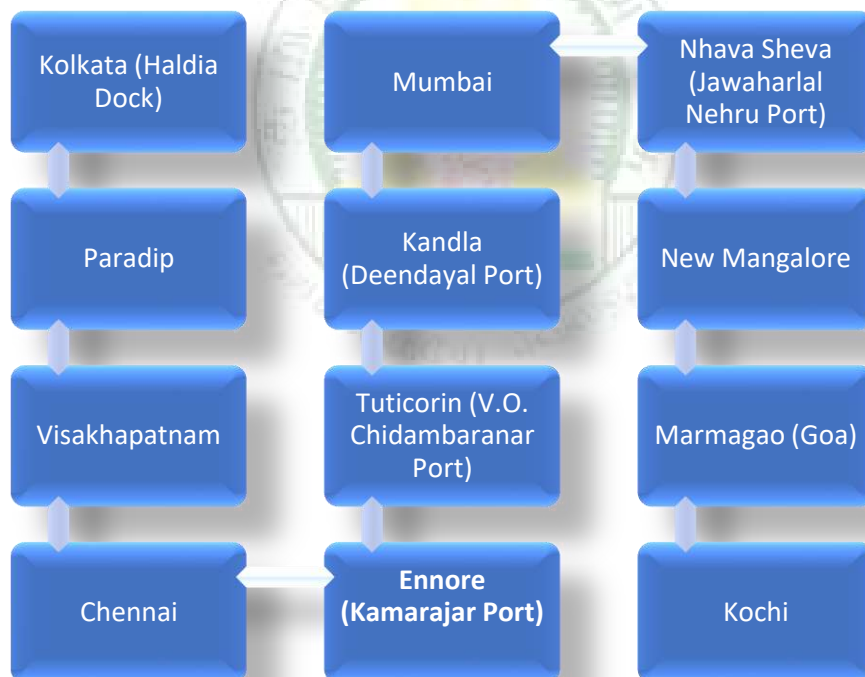 Kolkata (Haldia
Dock)
Paradip
Visakhapatnam
Chennai
Ennore
(Kamarajar Port)
Tuticorin (V.O.
Chidambaranar
Port)
Kandla
(Deendayal Port)
Mumbai
Nhava Sheva
(Jawaharlal
Nehru Port)
New Mangalore
Marmagao (Goa)
Kochi